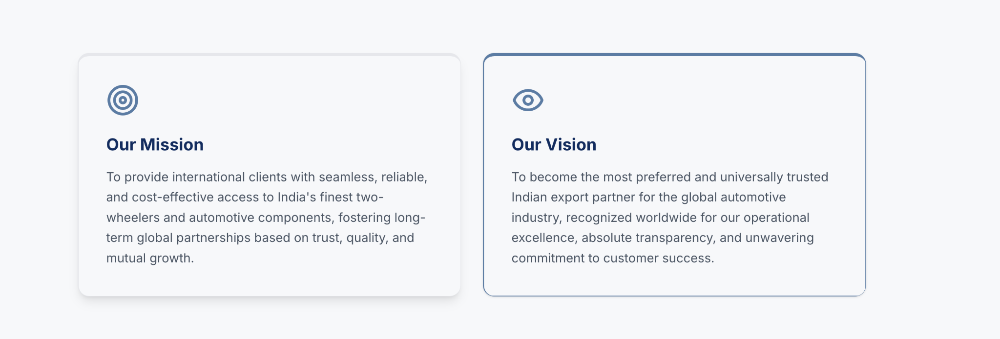 Our Mission
To provide international clients with seamless, reliable,
and cost-effective access to India's finest two-
wheelers and automotive components, fostering long-
term global partnerships based on trust, quality, and
mutual growth.
Our Vision
To become the most preferred and universally trusted
Indian export partner for the global automotive
industry, recognized worldwide for our operational
excellence, absolute transparency, and unwavering
commitment to customer success.